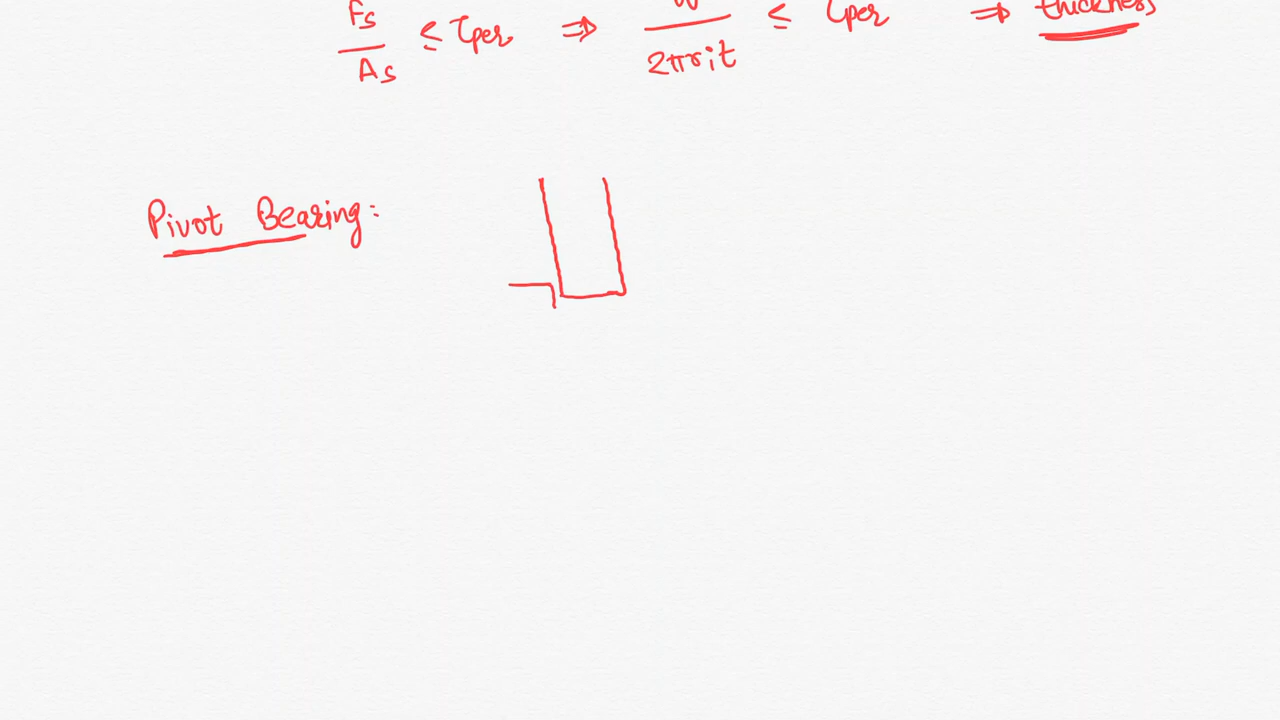 Fs/As ≤ τper ⇒ W/2πrit ≤ τper ⇒ thickness
Pivot Bearing: